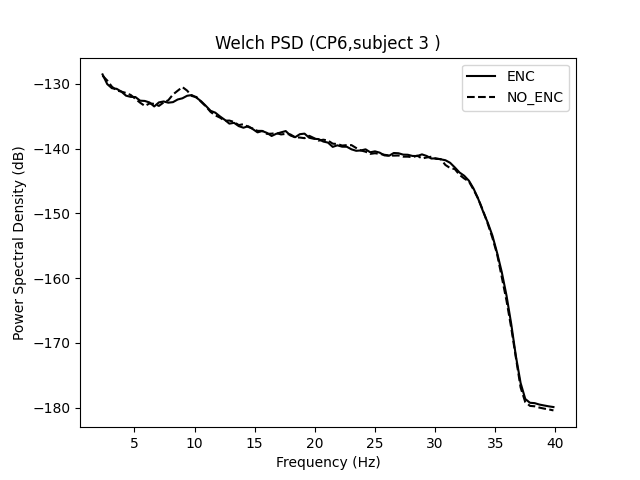 Welch PSD (CP6,subject 3 )
ENC
NO_ENC
Power Spectral Density (dB)
−130
−140
−150
−160
−170
−180
5 10 15 20 25 30 35 40
Frequency (Hz)